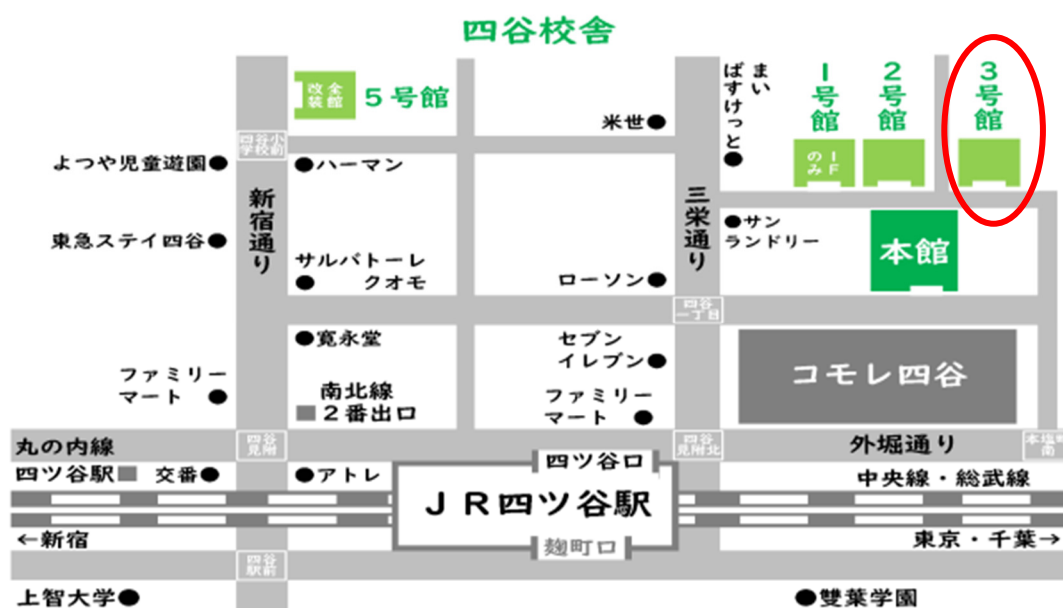 四谷校舎
改装
全館
5号館
1号館
2号館
3号館
まい
ばすけっと
米世
四谷小
学校前
よつや児童遊園
ハーマン
1F
のみ
新宿通り
三栄通り
東急ステイ四谷
サン
ランドリー
本館
サルバトーレ
クオモ
ローソン
四谷
一丁目
寛永堂
セブン
イレブン
コモレ四谷
ファミリー
マート
南北線
2番出口
ファミリー
マート
丸の内線
四谷
見附
四谷
見附北
外堀通り
本塩町
南
四ツ谷駅
交番
アトレ
四ツ谷口
中央線・総武線
JR四ツ谷駅
←新宿
麹町口
東京・千葉→
四谷
駅前
上智大学
雙葉学園